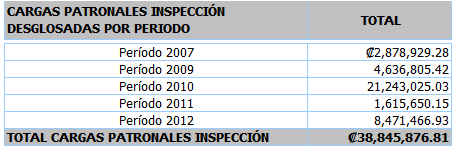 CARGAS PATRONALES INSPECCIÓN
DESGLOSADAS POR PERIODO TOTAL
Período 2007 ₡2,878,929.28
Período 2009 4,636,805.42
Período 2010 21,243,025.03
Período 2011 1,615,650.15
Período 2012 8,471,466.93
TOTAL CARGAS PATRONALES INSPECCIÓN ₡38,845,876.81